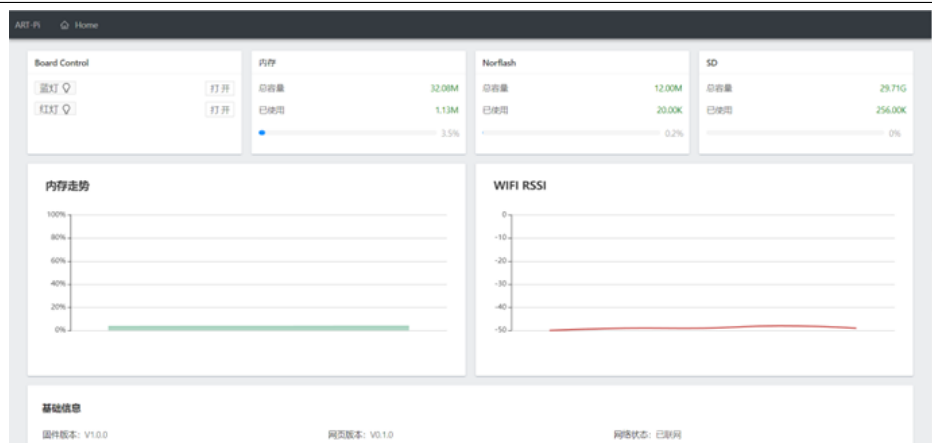 ART-Pi Home
Board Control
蓝灯 打开
红灯 打开
内存
总容量 32.08M
已使用 1.13M
3.5%
Norflash
总容量 12.00M
已使用 20.00K
0.2%
SD
总容量 29.71G
已使用 256.00K
0%
内存走势
100%
80%
60%
40%
20%
0%
WIFI RSSI
0
-10
-20
-30
-40
-50
基础信息
固件版本: V1.0.0 网页版本: V0.1.0 网络状态: 已联网